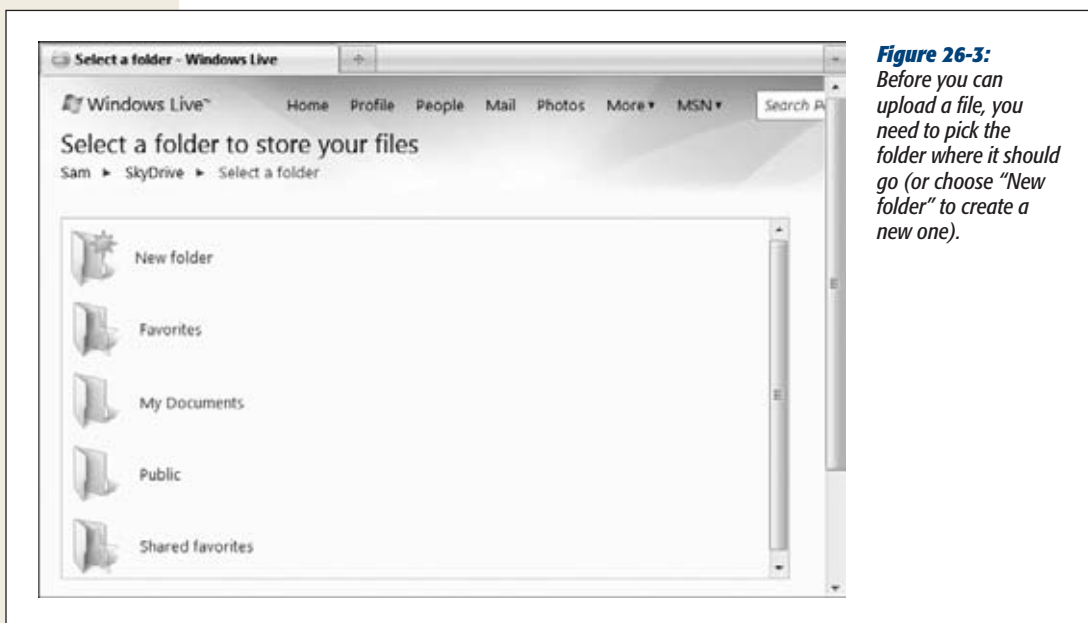 Select a folder - Windows Live
Windows Live™
Home Profile People Mail Photos More▼ MSN▼
Search
Select a folder to store your files
Sam ► SkyDrive ► Select a folder
New folder
Favorites
My Documents
Public
Shared favorites
Figure 26-3:
Before you can
upload a file, you
need to pick the
folder where it should
go (or choose “New
folder” to create a
new one).